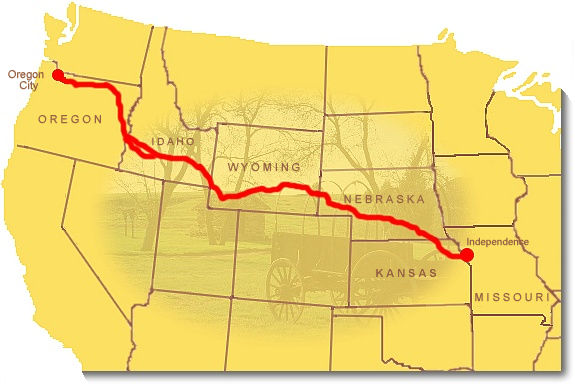 Oregon
City
OREGON
IDAHO
WYOMING
NEBRASKA
Independence
KANSAS
MISSOURI